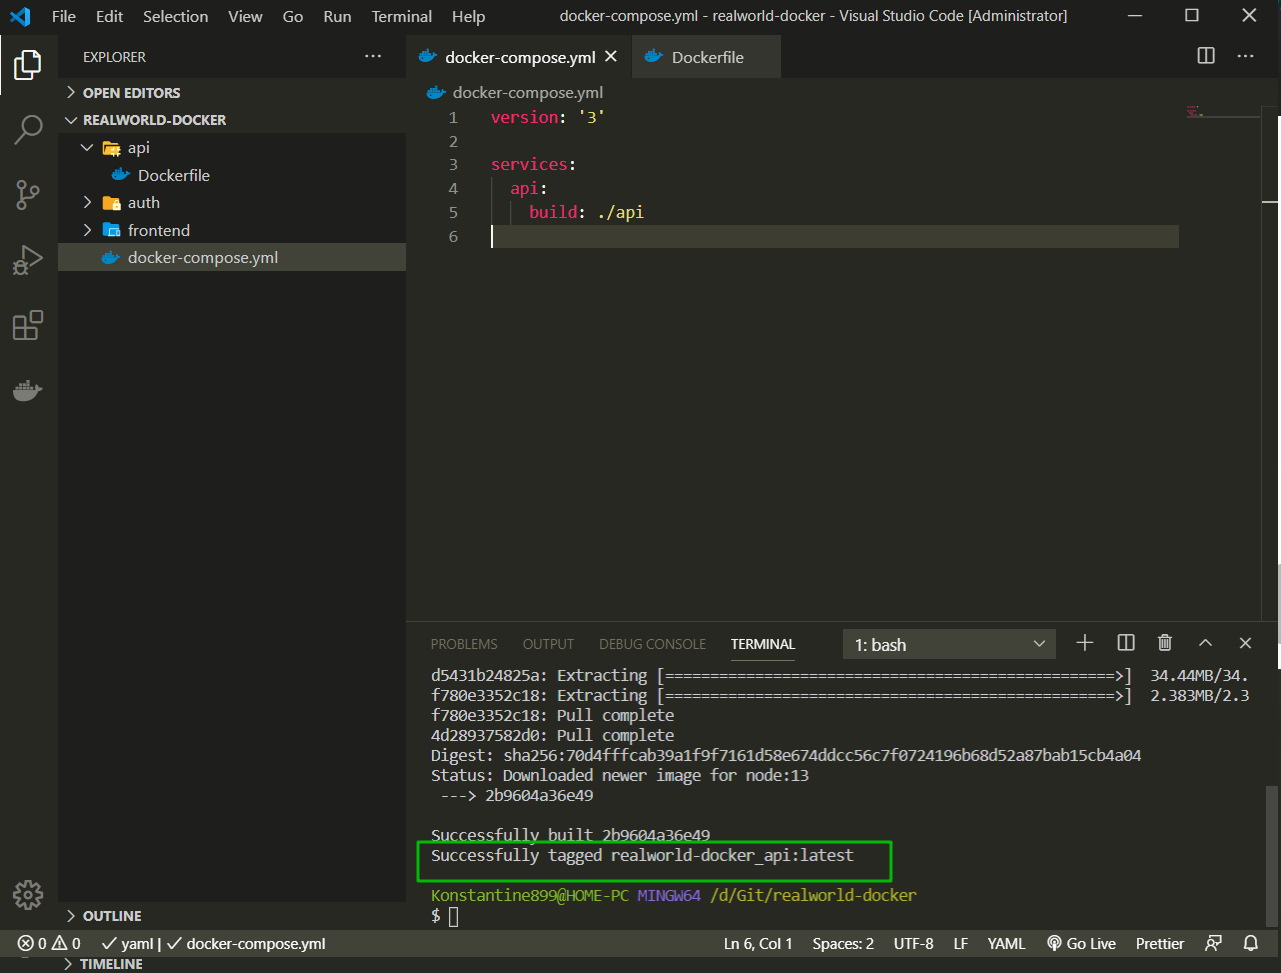 File Edit Selection View Go Run Terminal Help docker-compose.yml - realworld-docker - Visual Studio Code [Administrator]
EXPLORER
OPEN EDITORS
REALWORLD-DOCKER
api
Dockerfile
auth
frontend
docker-compose.yml
OUTLINE
TIMELINE
docker-compose.yml Dockerfile
docker-compose.yml
1 version: '3'
2
3 services:
4 api:
5 build: ./api
6
PROBLEMS OUTPUT DEBUG CONSOLE TERMINAL 1: bash
d5431b24825a: Extracting [==================================================>] 34.44MB/34.
f780e3352c18: Extracting [==================================================>] 2.383MB/2.3
f780e3352c18: Pull complete
4d28937582d0: Pull complete
Digest: sha256:70d4fffcab39a1f9f7161d58e674ddcc56c7f0724196b68d52a87bab15cb4a04
Status: Downloaded newer image for node:13
---> 2b9604a36e49
Successfully built 2b9604a36e49
Successfully tagged realworld-docker_api:latest
Konstantine899@HOME-PC MINGW64 /d/Git/realworld-docker
$
0 0 yaml | docker-compose.yml Ln 6, Col 1 Spaces: 2 UTF-8 LF YAML Go Live Prettier